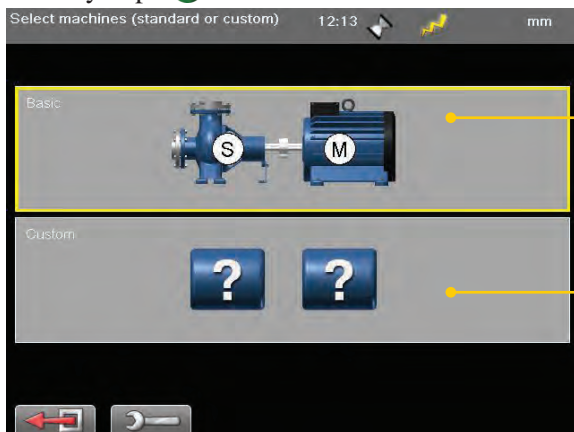 Select machines (standard or custom) 12:13 mm
Basic
S M
Custom
? ?